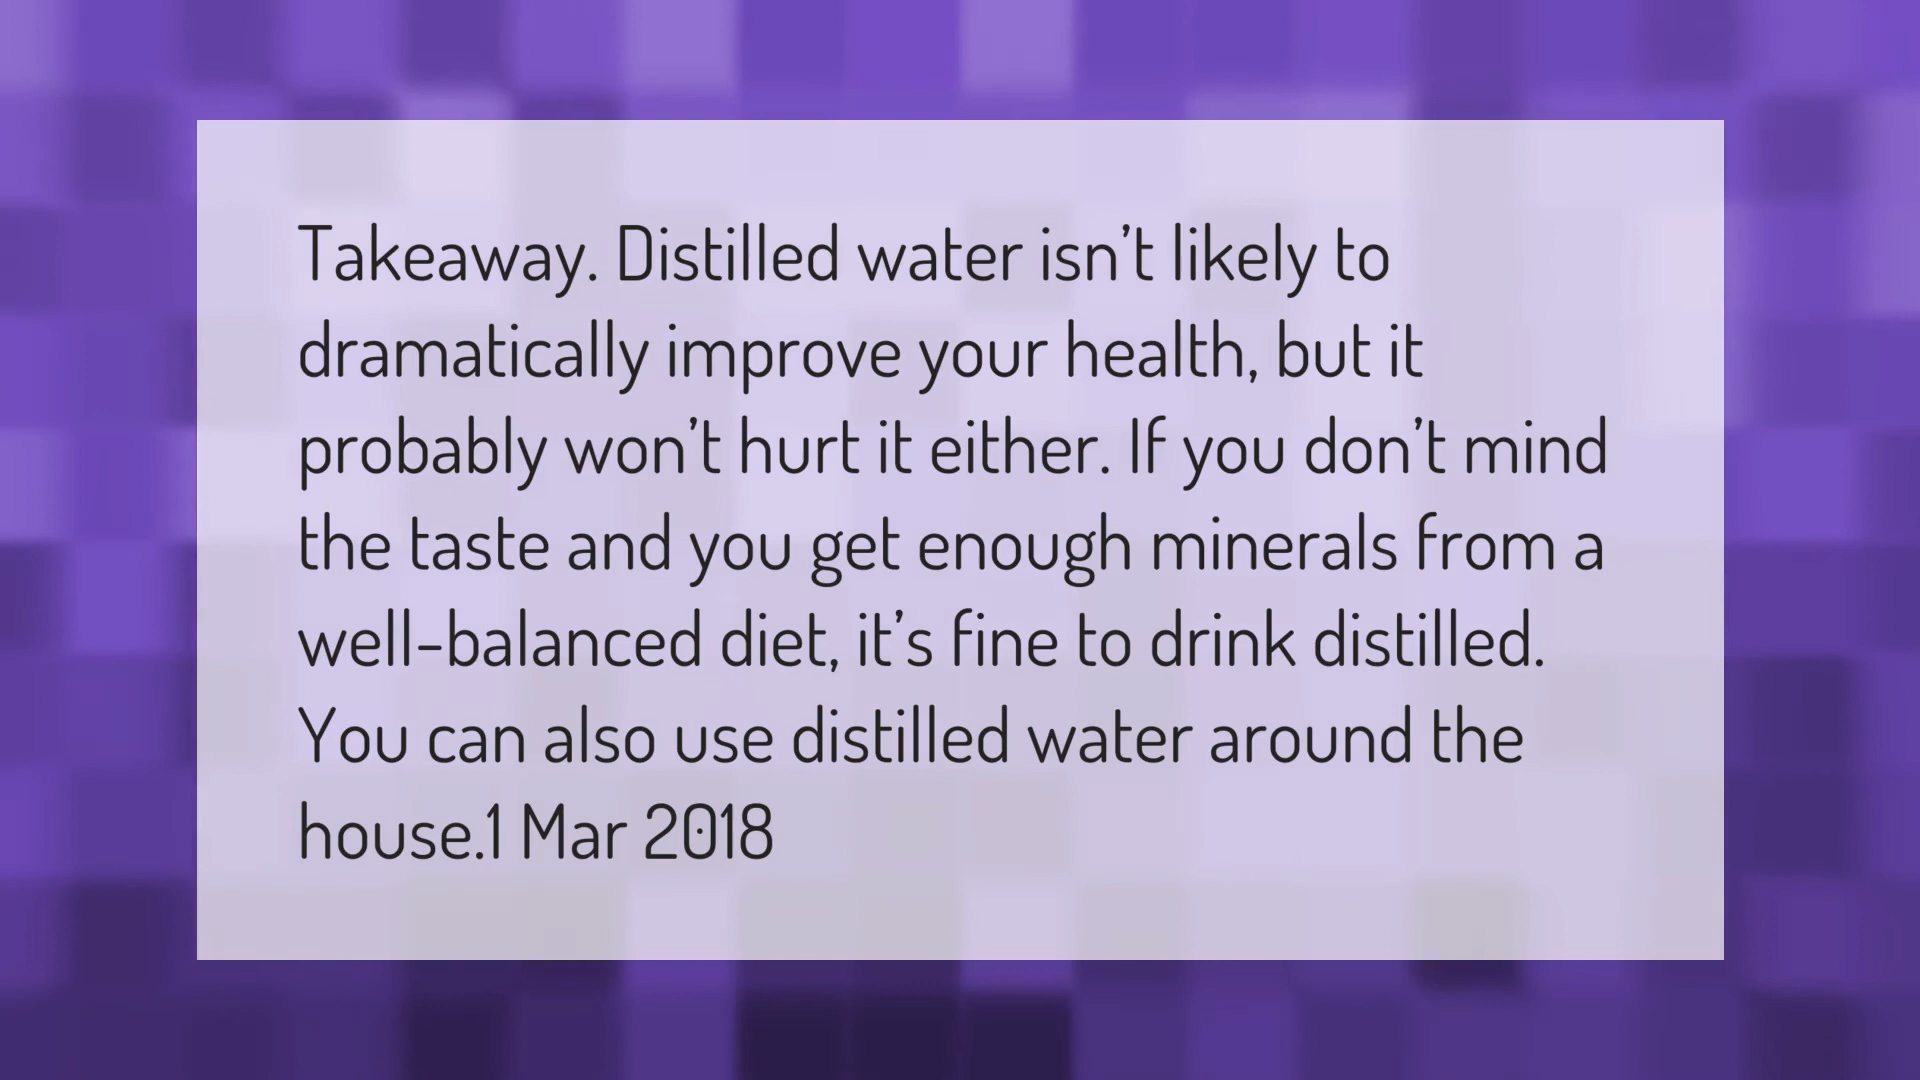 Takeaway. Distilled water isn't likely to
dramatically improve your health, but it
probably won't hurt it either. If you don't mind
the taste and you get enough minerals from a
well-balanced diet, it's fine to drink distilled.
You can also use distilled water around the
house.1 Mar 2018